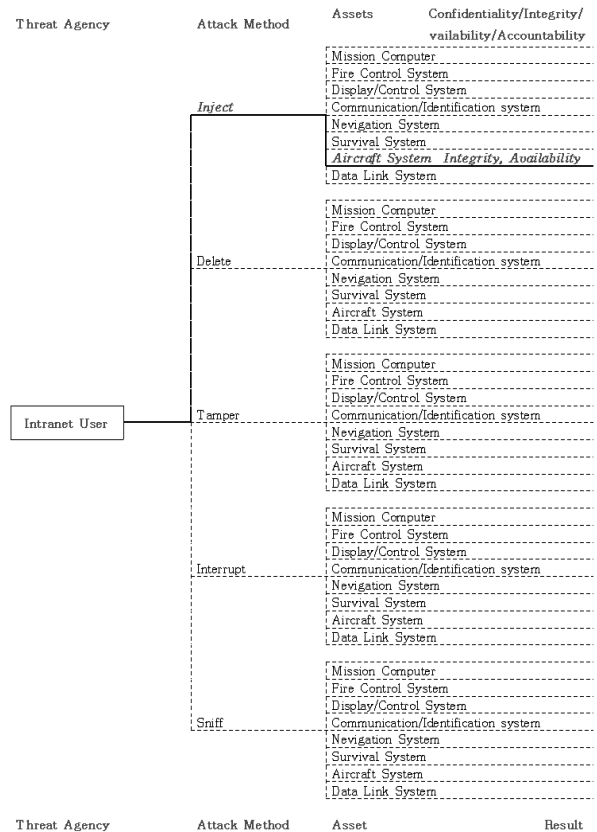 Threat Agency Attack Method Assets Confidentiality/Integrity/
vailability/Accountability
Mission Computer
Fire Control System
Display/Control System
Inject Communication/Identification system
Nevigation System
Survival System
Aircraft System Integrity, Availability
Data Link System
Mission Computer
Fire Control System
Display/Control System
Delete Communication/Identification system
Nevigation System
Survival System
Aircraft System
Data Link System
Mission Computer
Fire Control System
Display/Control System
Intranet User Tamper Communication/Identification system
Nevigation System
Survival System
Aircraft System
Data Link System
Mission Computer
Fire Control System
Display/Control System
Interrupt Communication/Identification system
Nevigation System
Survival System
Aircraft System
Data Link System
Mission Computer
Fire Control System
Display/Control System
Sniff Communication/Identification system
Nevigation System
Survival System
Aircraft System
Data Link System
Threat Agency Attack Method Asset Result